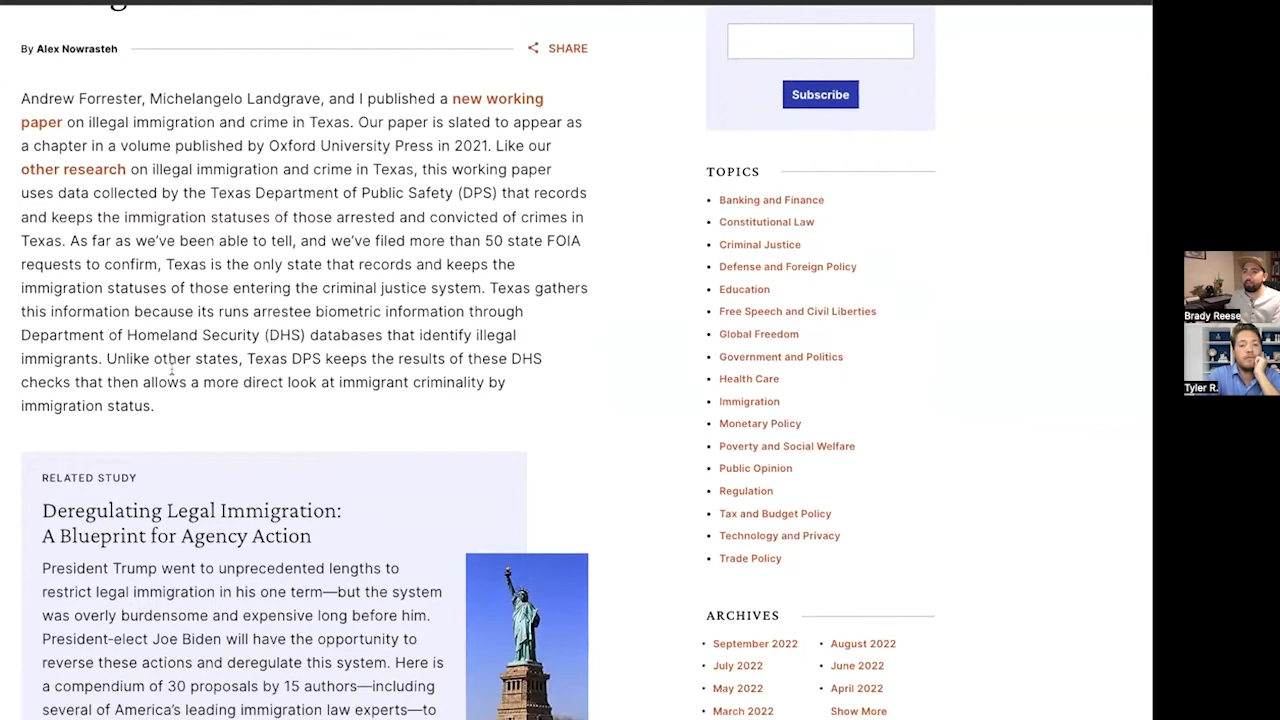 By Alex Nowrasteh
SHARE
Andrew Forrester, Michelangelo Landgrave, and I published a new working
paper on illegal immigration and crime in Texas. Our paper is slated to appear as
a chapter in a volume published by Oxford University Press in 2021. Like our
other research on illegal immigration and crime in Texas, this working paper
uses data collected by the Texas Department of Public Safety (DPS) that records
and keeps the immigration statuses of those arrested and convicted of crimes in
Texas. As far as we've been able to tell, and we've filed more than 50 state FOIA
requests to confirm, Texas is the only state that records and keeps the
immigration statuses of those entering the criminal justice system. Texas gathers
this information because its runs arrestee biometric information through
Department of Homeland Security (DHS) databases that identify illegal
immigrants. Unlike other states, Texas DPS keeps the results of these DHS
checks that then allows a more direct look at immigrant criminality by
immigration status.
RELATED STUDY
Deregulating Legal Immigration:
A Blueprint for Agency Action
President Trump went to unprecedented lengths to
restrict legal immigration in his one term—but the system
was overly burdensome and expensive long before him.
President-elect Joe Biden will have the opportunity to
reverse these actions and deregulate this system. Here is
a compendium of 30 proposals by 15 authors—including
several of America's leading immigration law experts—to
Subscribe
TOPICS
Banking and Finance
Constitutional Law
Criminal Justice
Defense and Foreign Policy
Education
Free Speech and Civil Liberties
Global Freedom
Government and Politics
Health Care
Immigration
Monetary Policy
Poverty and Social Welfare
Public Opinion
Regulation
Tax and Budget Policy
Technology and Privacy
Trade Policy
ARCHIVES
September 2022 August 2022
July 2022 June 2022
May 2022 April 2022
March 2022 Show More
Brady Reese
Tyler R.